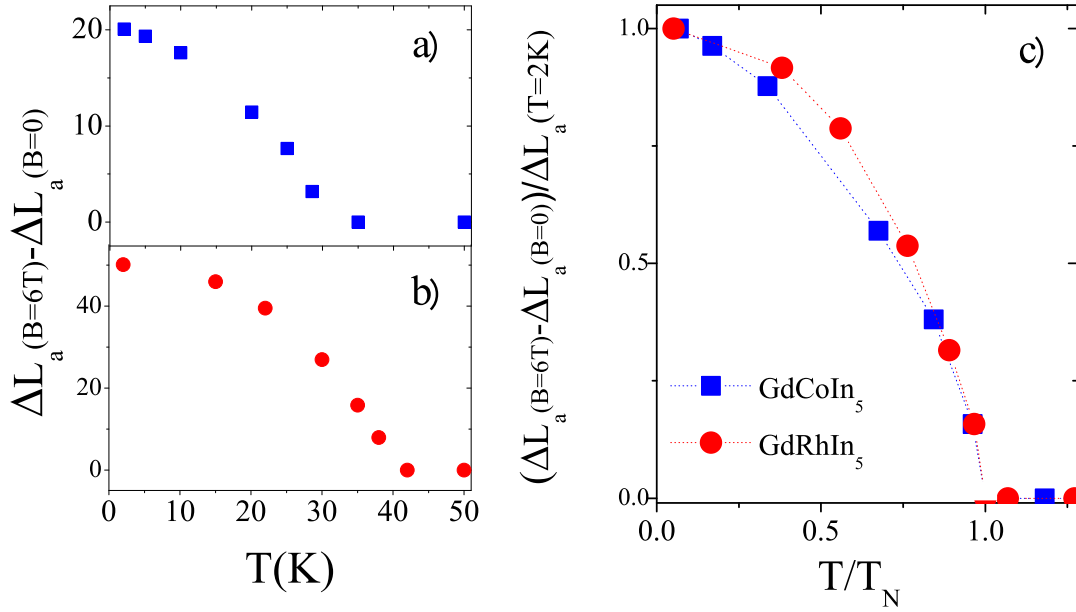 ΔL_a (B=6T)-ΔL_a (B=0)
20
10
0
a)
40
20
0
b)
0 10 20 30 40 50
T(K)
(ΔL_a (B=6T)-ΔL_a (B=0))/ΔL_a (T=2K)
1.0
0.5
0.0
c)
GdCoIn_5
GdRhIn_5
0.0 0.5 1.0
T/T_N